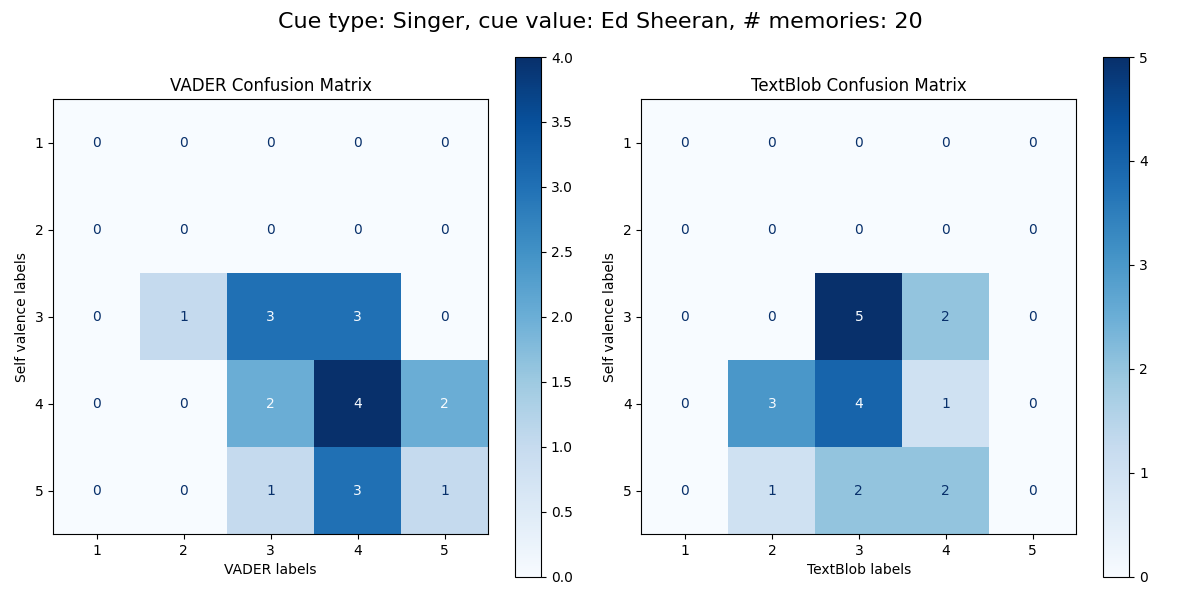 Cue type: Singer, cue value: Ed Sheeran, # memories: 20
VADER Confusion Matrix
Self valence labels
1 0 0 0 0 0
2 0 0 0 0 0
3 0 1 3 3 0
4 0 0 2 4 2
5 0 0 1 3 1
1 2 3 4 5
VADER labels
4.0
3.5
3.0
2.5
2.0
1.5
1.0
0.5
0.0
TextBlob Confusion Matrix
Self valence labels
1 0 0 0 0 0
2 0 0 0 0 0
3 0 0 5 2 0
4 0 3 4 1 0
5 0 1 2 2 0
1 2 3 4 5
TextBlob labels
5
4
3
2
1
0